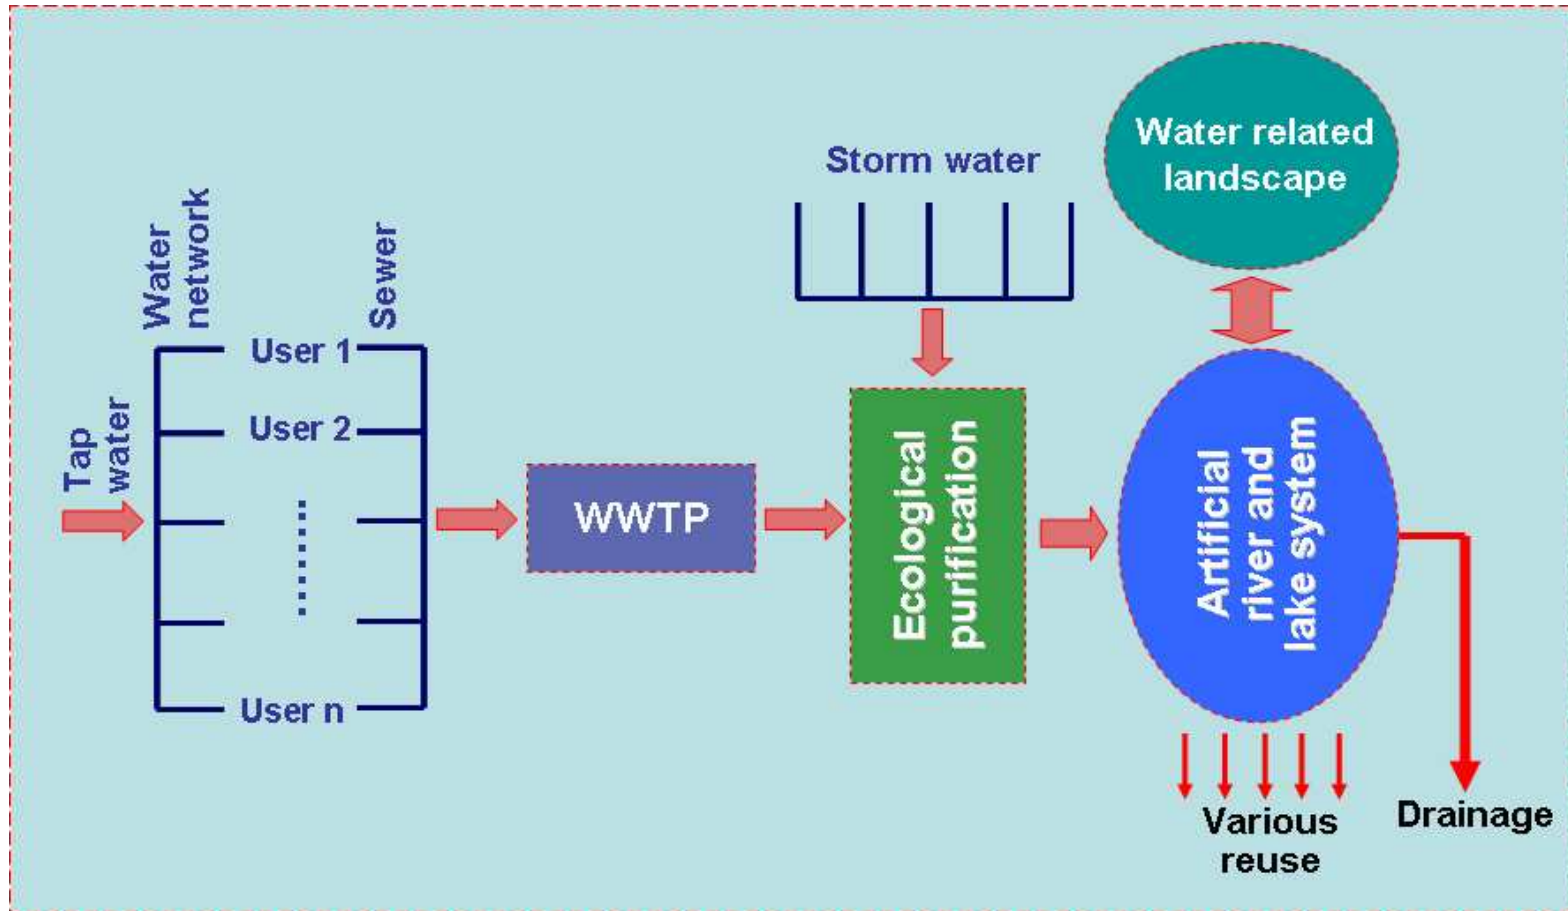 Tap
water
Water
network
Sewer
User 1
User 2
User n
WWTP
Storm water
Ecological
purification
Water related
landscape
Artificial
river and
lake system
Various
reuse
Drainage